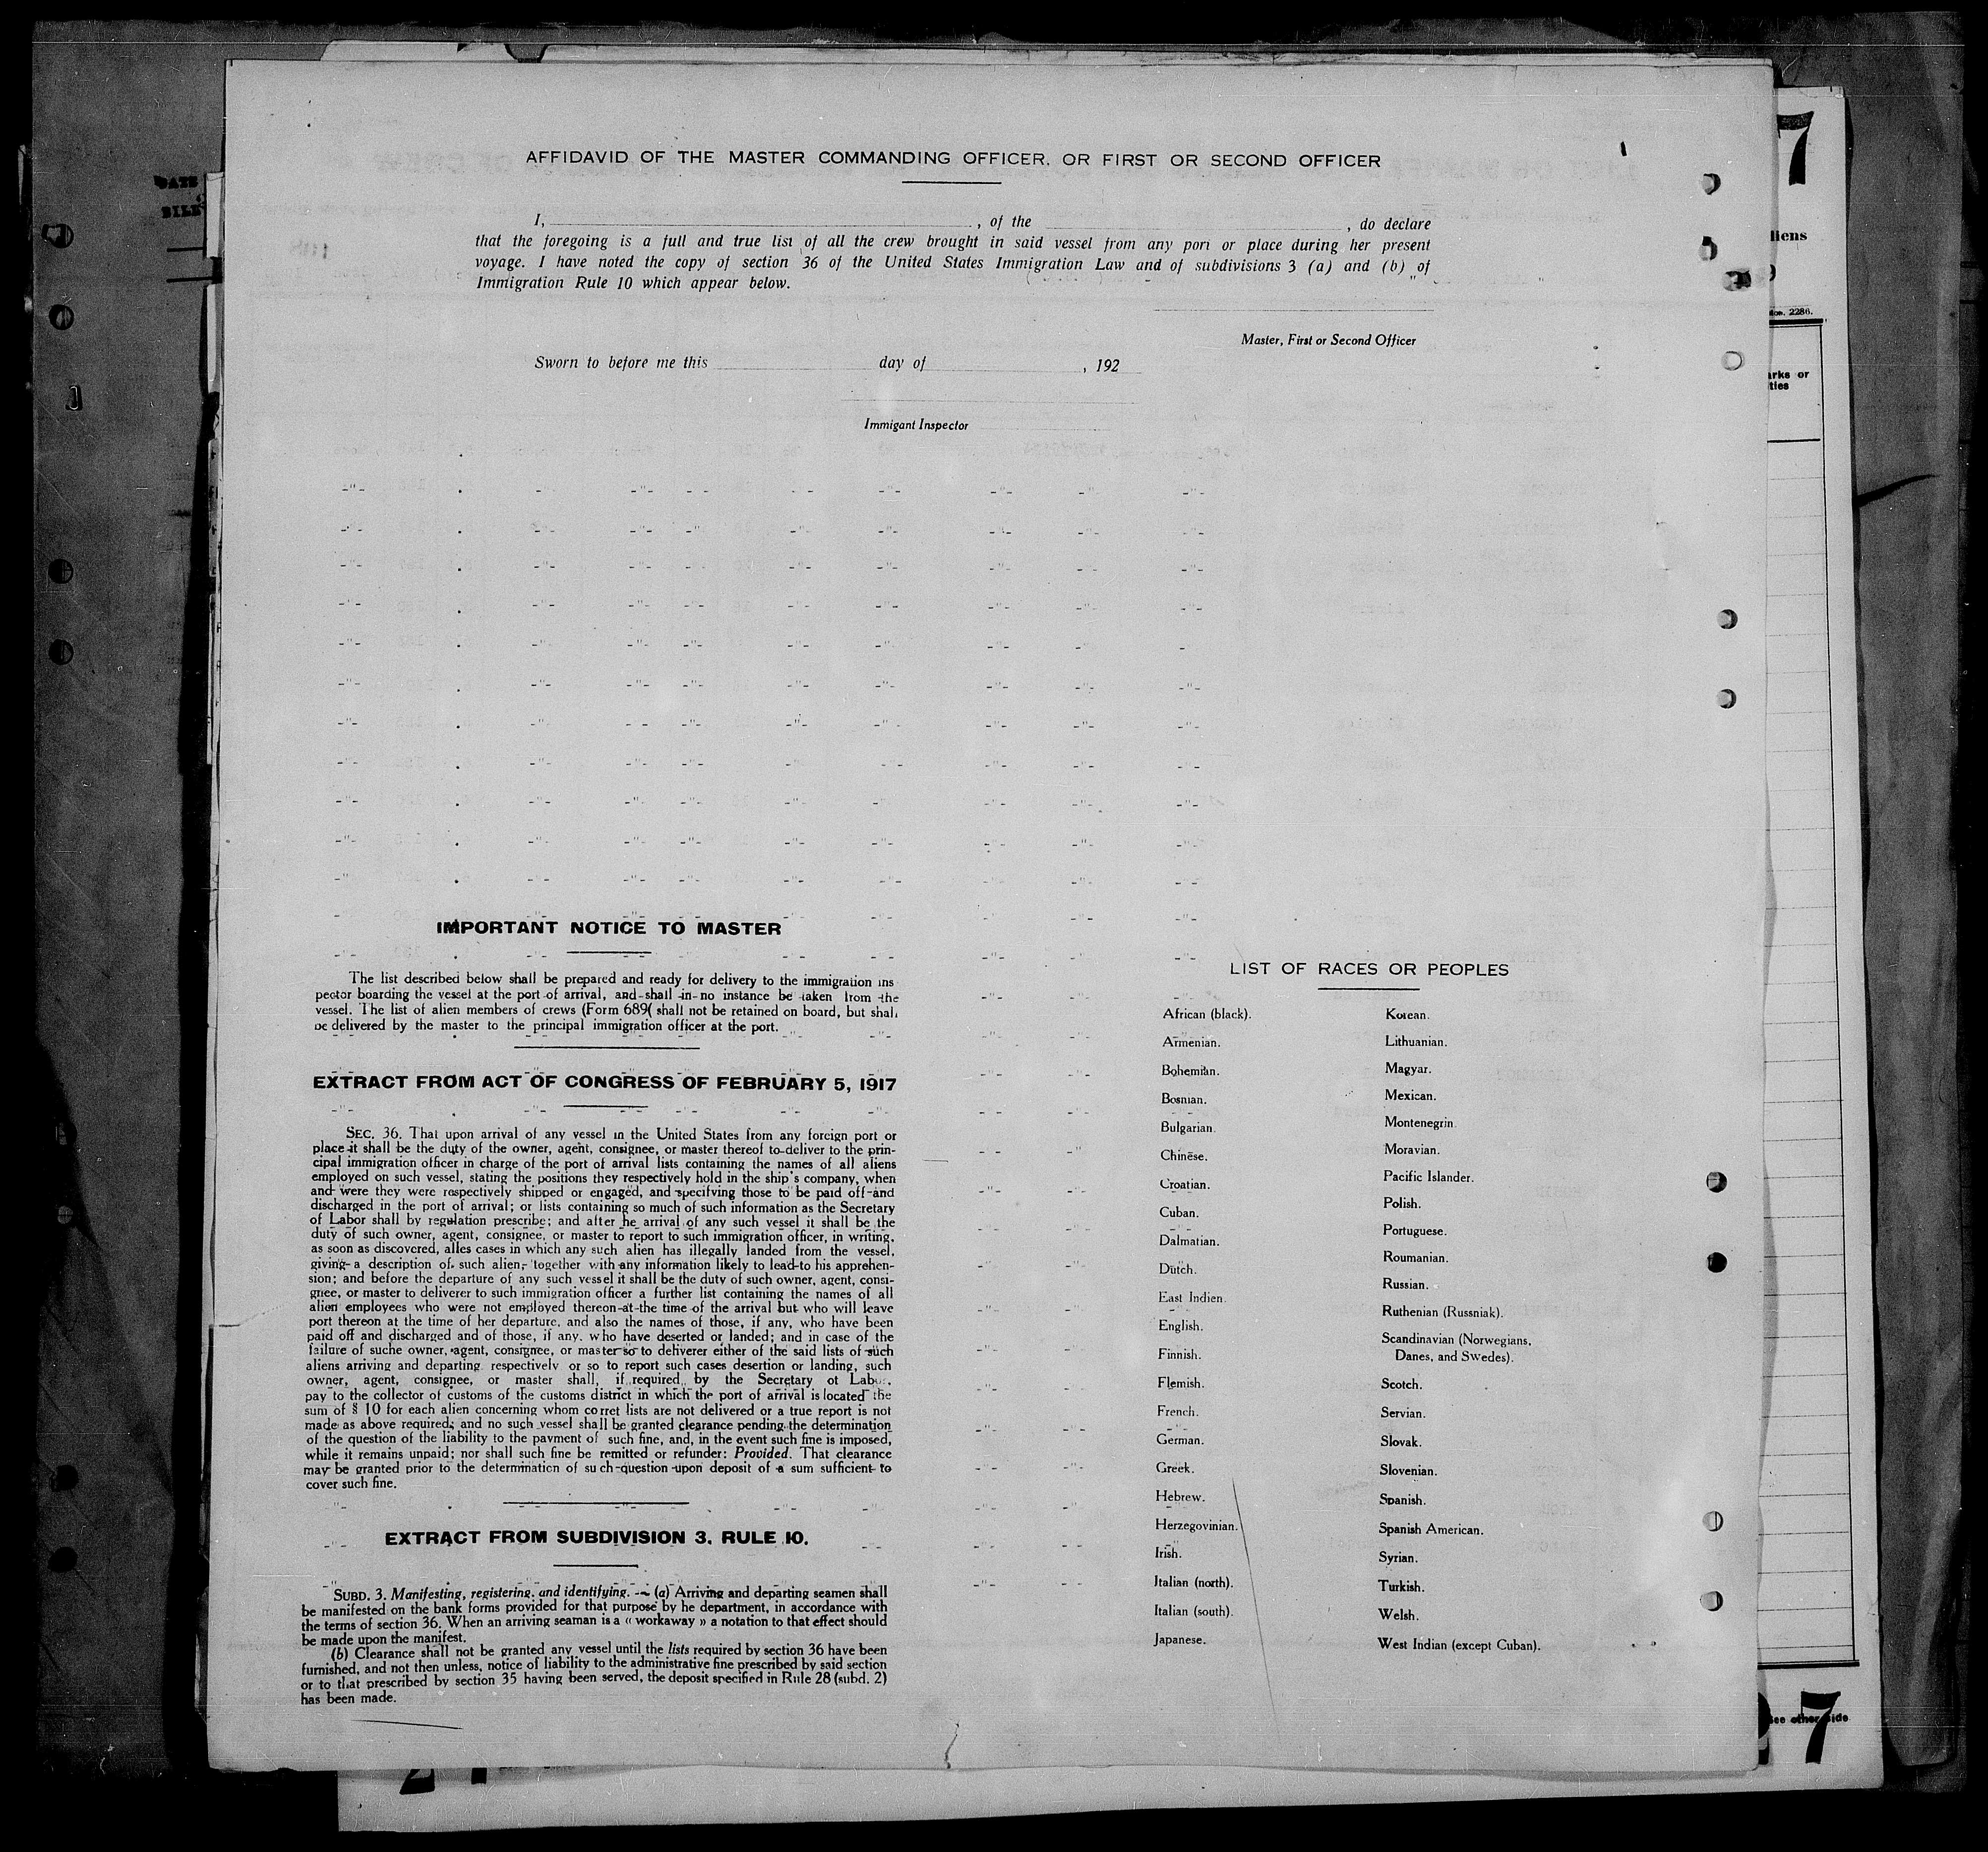 AFFIDAVID OF THE MASTER COMMANDING OFFICER. OR FIRST OR SECOND OFFICER
I, , of the , do declare
that the foregoing is a full and true list of all the crew brought in said vessel from any port or place during her present
voyage. I have noted the copy of section 36 of the United States Immigration Law and of subdivisions 3 (a) and (b) of
Immigration Rule 10 which appear below.
Master, First or Second Officer
Sworn to before me this day of , 192
Immigant Inspector
IMPORTANT NOTICE TO MASTER
The list described below shall be prepared and ready for delivery to the immigration ins
pector boarding the vessel at the port of arrival, and shall in no instance be taken from the
vessel. The list of alien members of crews (Form 689( shall not be retained on board, but shall
be delivered by the master to the principal immigration officer at the port.
EXTRACT FROM ACT OF CONGRESS OF FEBRUARY 5, 1917
SEC. 36. That upon arrival of any vessel in the United States from any foreign port or
place it shall be the duty of the owner, agent, consignee, or master thereof to deliver to the prin-
cipal immigration officer in charge of the port of arrival lists containing the names of all aliens
employed on such vessel, stating the positions they respectively hold in the ship's company, when
and were they were respectively shipped or engaged, and specifying those to be paid off and
discharged in the port of arrival; or lists containing so much of such information as the Secretary
of Labor shall by regulation prescribe; and after he arrival of any such vessel it shall be the
duty of such owner, agent, consignee, or master to report to such immigration officer, in writing,
as soon as discovered, alles cases in which any such alien has illegally landed from the vessel,
giving a description of such alien, together with any information likely to lead to his apprehen-
sion; and before the departure of any such vessel it shall be the duty of such owner, agent, consi-
gnee, or master to deliverer to such immigration officer a further list containing the names of all
alien employees who were not employed thereon at the time of the arrival but who will leave
port thereon at the time of her departure, and also the names of those, if any, who have been
paid off and discharged and of those, if any, who have deserted or landed; and in case of the
failure of suche owner, agent, consignee, or master so to deliverer either of the said lists of such
aliens arriving and departing respectively or so to report such cases desertion or landing, such
owner, agent, consignee, or master shall, if required by the Secretary of Labor,
pay to the collector of customs of the customs district in which the port of arrival is located the
sum of $ 10 for each alien concerning whom corret lists are not delivered or a true report is not
made as above required; and no such vessel shall be granted clearance pending the determination
of the question of the liability to the payment of such fine, and, in the event such fine is imposed,
while it remains unpaid; nor shall such fine be remitted or refunder: Provided. That clearance
may be granted prior to the determination of such question upon deposit of a sum sufficient to
cover such fine.
EXTRACT FROM SUBDIVISION 3, RULE 10.
SUBD. 3. Manifesting, registering, and identifying. — (a) Arriving and departing seamen shall
be manifested on the bank forms provided for that purpose by he department, in accordance with
the terms of section 36. When an arriving seaman is a « workaway » a notation to that effect should
be made upon the manifest.
(b) Clearance shall not be granted any vessel until the lists required by section 36 have been
furnished, and not then unless, notice of liability to the administrative fine prescribed by said section
or to that prescribed by section 35 having been served, the deposit specified in Rule 28 (subd. 2)
has been made.
LIST OF RACES OR PEOPLES
African (black).
Armenian.
Bohemian.
Bosnian.
Bulgarian.
Chinese.
Croatian.
Cuban.
Dalmatian.
Dutch.
East Indien.
English.
Finnish.
Flemish.
French.
German.
Greek.
Hebrew.
Herzegovinian.
Irish.
Italian (north).
Italian (south).
Japanese.
Korean.
Lithuanian.
Magyar.
Mexican.
Montenegrin.
Moravian.
Pacific Islander.
Polish.
Portuguese.
Roumanian.
Russian.
Ruthenian (Russniak).
Scandinavian (Norwegians,
Danes, and Swedes).
Scotch.
Servian.
Slovak.
Slovenian.
Spanish.
Spanish American.
Syrian.
Turkish.
Welsh.
West Indian (except Cuban).
7
liens
2286.
arks or
ties
See other side
7